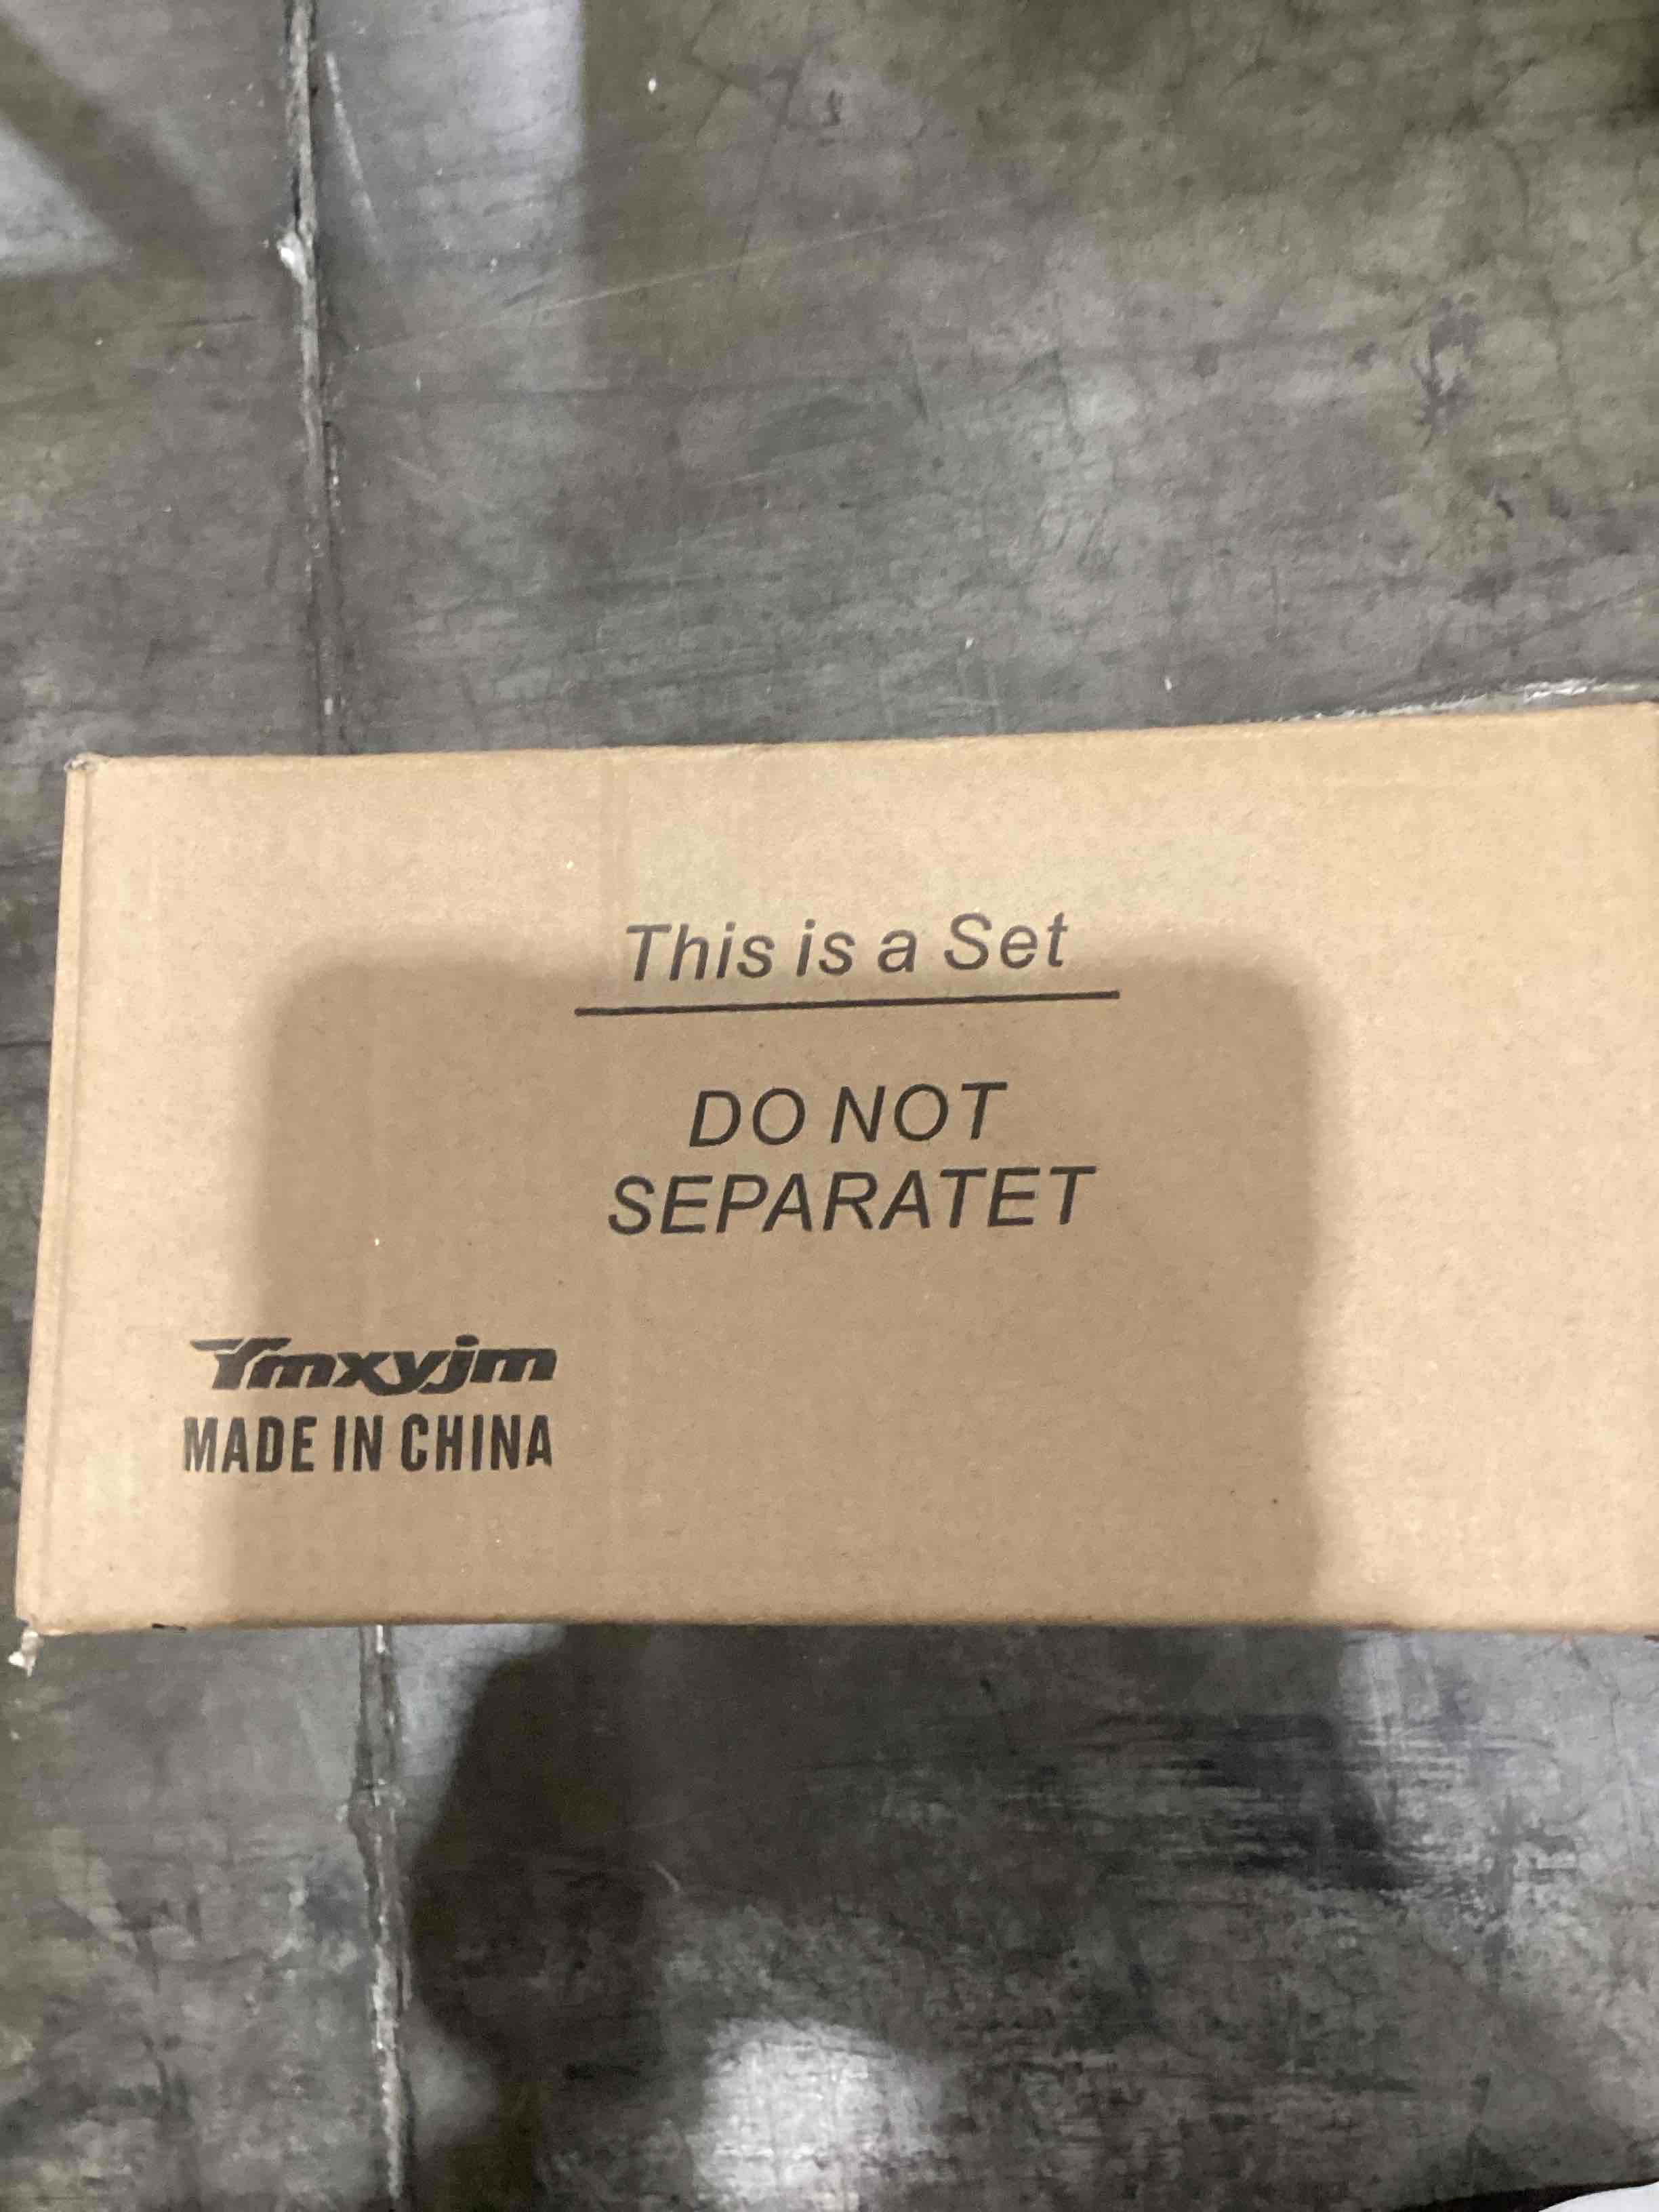 This is a Set
DO NOT
SEPARATET
Ymxyjm
MADE IN CHINA